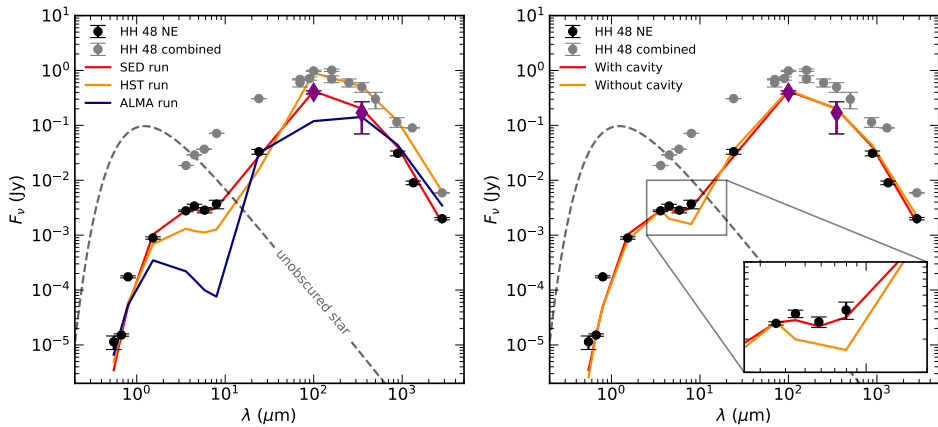 HH 48 NE
HH 48 combined
SED run
HST run
ALMA run
unobscured star
10¹
10⁰
10⁻¹
10⁻²
10⁻³
10⁻⁴
10⁻⁵
Fν (Jy)
10⁰ 10¹ 10² 10³
λ (μm)
HH 48 NE
HH 48 combined
With cavity
Without cavity
10¹
10⁰
10⁻¹
10⁻²
10⁻³
10⁻⁴
10⁻⁵
Fν (Jy)
10⁰ 10¹ 10² 10³
λ (μm)